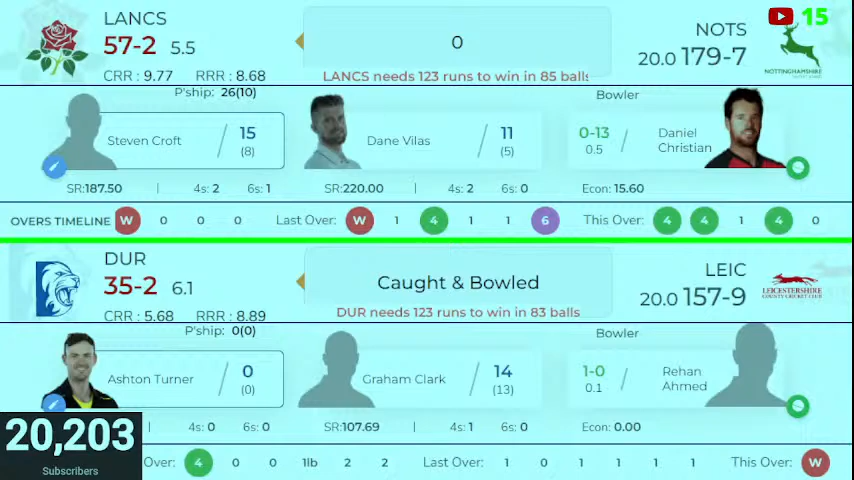 LANCS
57-2 5.5
CRR : 9.77 RRR : 8.68
0
LANCS needs 123 runs to win in 85 balls
15
NOTS
20.0 179-7
NOTTINGHAMSHIRE
P'ship: 26(10)
Steven Croft / 15
(8)
Dane Vilas / 11
(5)
Bowler
0-13 / Daniel Christian
0.5
SR:187.50 | 4s: 2 6s: 1
SR:220.00 | 4s: 2 6s: 0
Econ: 15.60
OVERS TIMELINE W 0 0 0 Last Over: W 1 4 1 1 6 This Over: 4 4 1 4 0
DUR
35-2 6.1
CRR : 5.68 RRR : 8.89
Caught & Bowled
DUR needs 123 runs to win in 83 balls
LEIC
20.0 157-9
LEICESTERSHIRE
COUNTY CRICKET CLUB
P'ship: 0(0)
Ashton Turner / 0
(0)
Graham Clark / 14
(13)
Bowler
1-0 / Rehan Ahmed
0.1
| 4s: 0 6s: 0
SR:107.69 | 4s: 1 6s: 0
Econ: 0.00
20,203
Subscribers
Over: 4 0 0 1lb 2 2 Last Over: 1 0 1 1 1 1 This Over: W